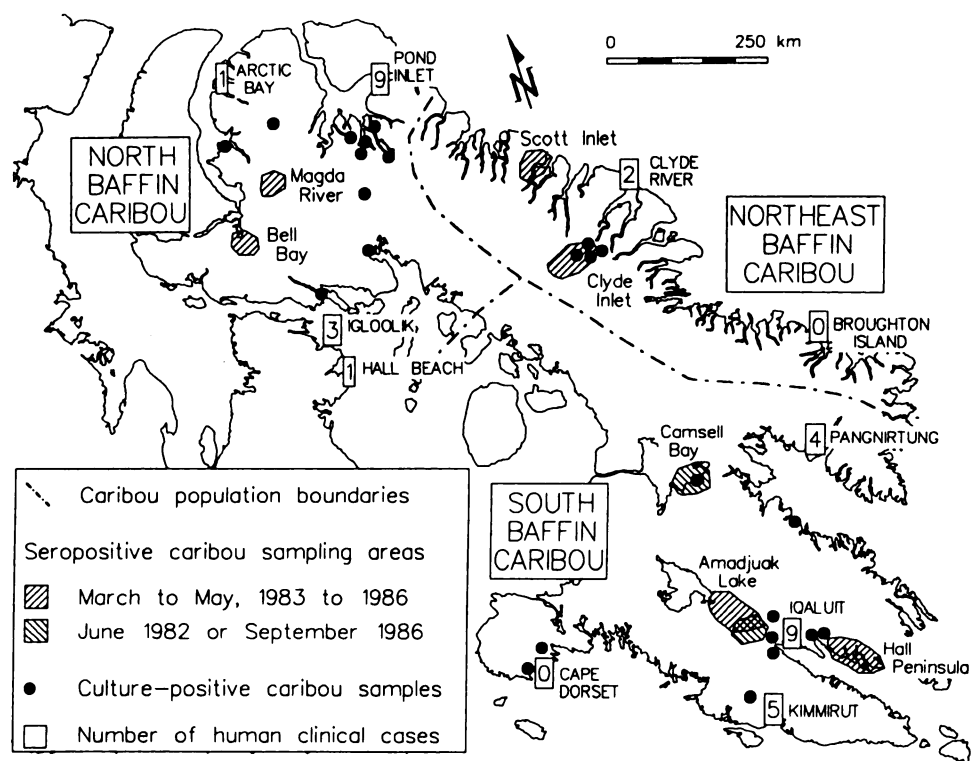 0 250 km
N
1 ARCTIC
BAY
9 POND
INLET
NORTH
BAFFIN
CARIBOU
Magda
River
Bell
Bay
3 IGLOOLIK
1 HALL BEACH
Scott Inlet
2 CLYDE
RIVER
Clyde
Inlet
NORTHEAST
BAFFIN
CARIBOU
0 BROUGHTON
ISLAND
4 PANGNIRTUNG
Camsell
Bay
SOUTH
BAFFIN
CARIBOU
Amadjuak
Lake
IQALUIT
9
Hall
Peninsula
0 CAPE
DORSET
5 KIMMIRUT
Caribou population boundaries
Seropositive caribou sampling areas
March to May, 1983 to 1986
June 1982 or September 1986
Culture-positive caribou samples
Number of human clinical cases